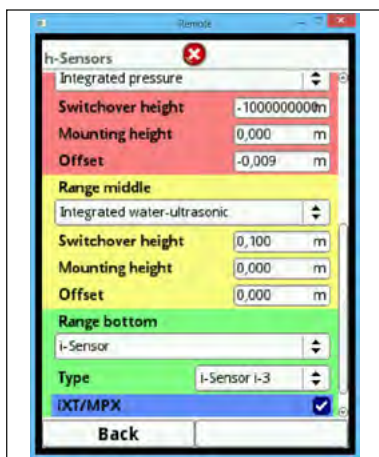 Remote
h-Sensors
Integrated pressure
Switchover height -1000000000m
Mounting height 0,000 m
Offset -0,009 m
Range middle
Integrated water-ultrasonic
Switchover height 0,100 m
Mounting height 0,000 m
Offset 0,000 m
Range bottom
i-Sensor
Type i-Sensor i-3
iXT/MPX
Back